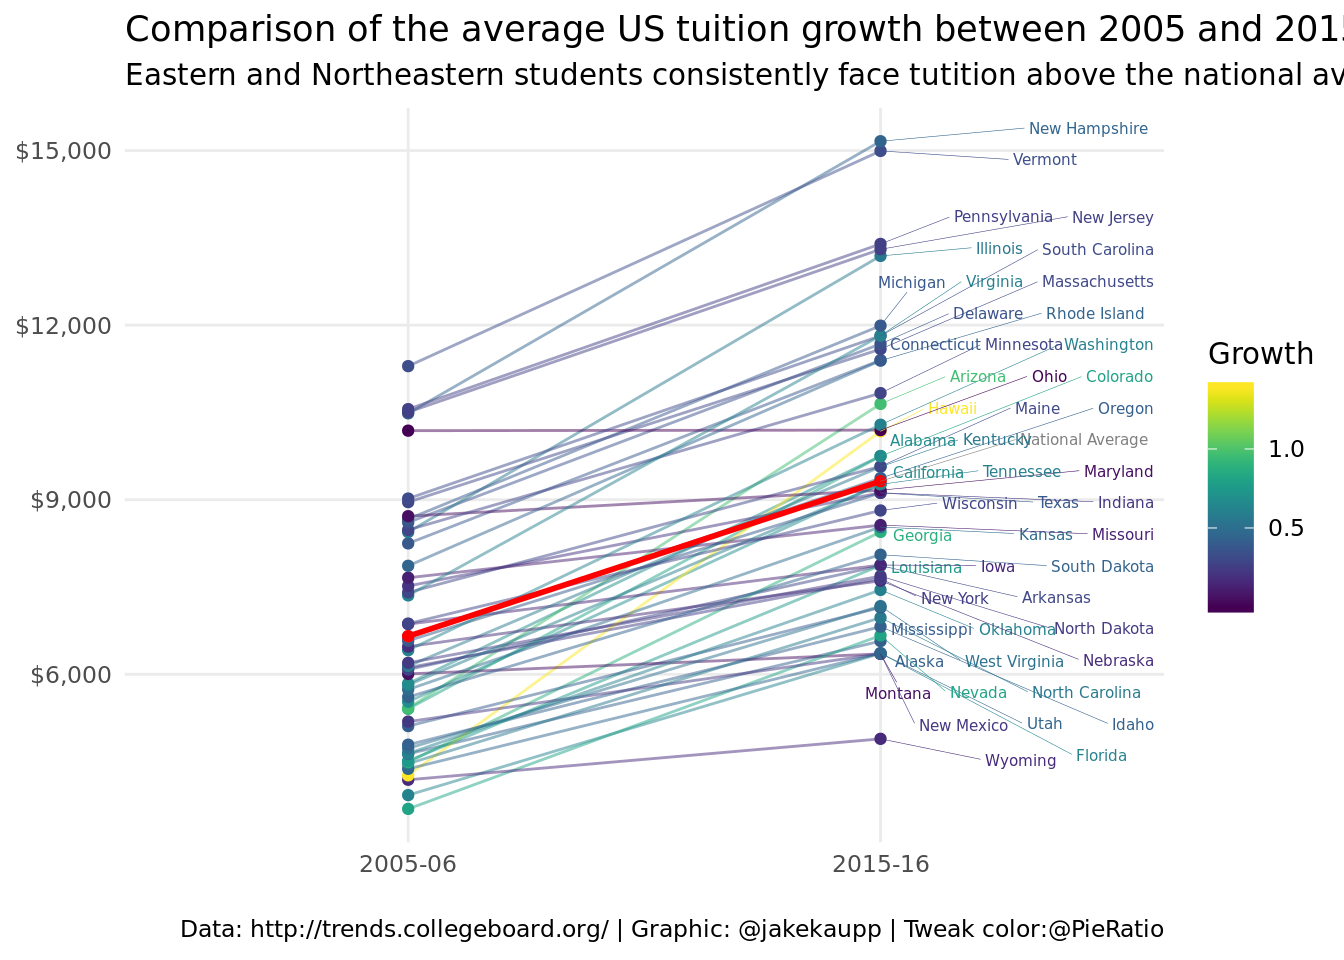 Comparison of the average US tuition growth between 2005 and 201
Eastern and Northeastern students consistently face tutition above the national av
$15,000
$12,000
$9,000
$6,000
New Hampshire
Vermont
Pennsylvania New Jersey
Illinois South Carolina
Michigan Virginia Massachusetts
Delaware Rhode Island
Connecticut Minnesota Washington
Arizona Ohio Colorado
Hawaii Maine Oregon
Alabama Kentucky National Average
California Tennessee Maryland
Wisconsin Texas Indiana
Georgia Kansas Missouri
Louisiana Iowa South Dakota
New York Arkansas
Mississippi Oklahoma North Dakota
Alaska West Virginia Nebraska
Montana Nevada North Carolina
New Mexico Utah Idaho
Wyoming Florida
Growth
1.0
0.5
2005-06 2015-16
Data: http://trends.collegeboard.org/ | Graphic: @jakekaupp | Tweak color:@PieRatio